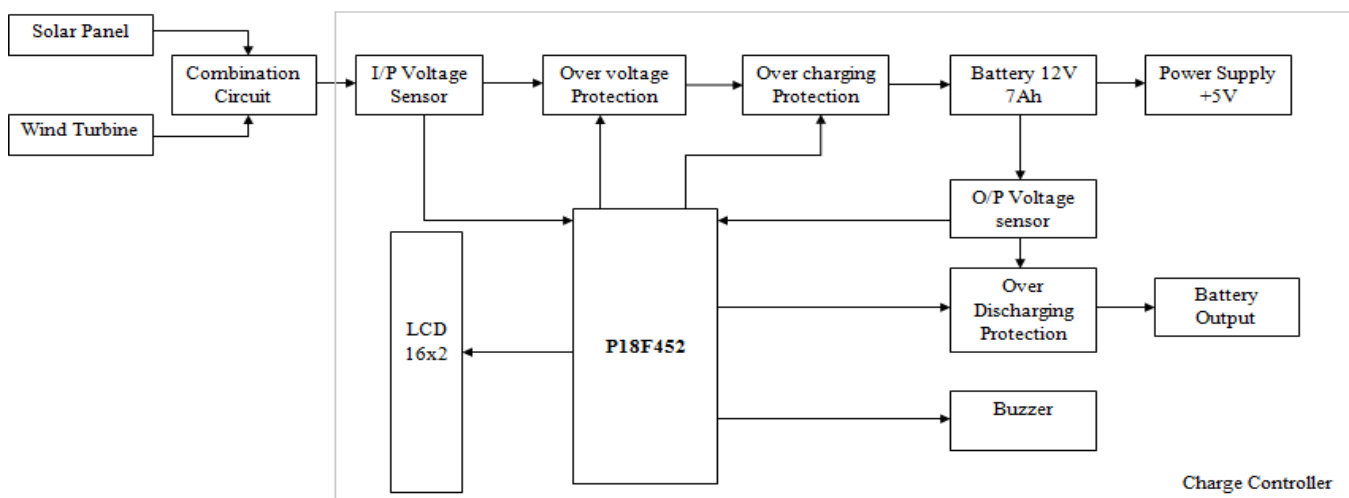 Solar Panel
Wind Turbine
Combination
Circuit
I/P Voltage
Sensor
Over voltage
Protection
Over charging
Protection
Battery 12V
7Ah
Power Supply
+5V
O/P Voltage
sensor
Over
Discharging
Protection
Battery
Output
LCD
16x2
P18F452
Buzzer
Charge Controller